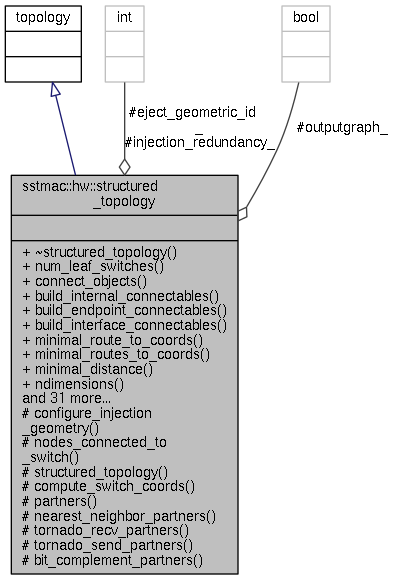 topology
int
bool
#eject_geometric_id
_
#injection_redundancy_
#outputgraph_
sstmac::hw::structured
_topology
+ ~structured_topology()
+ num_leaf_switches()
+ connect_objects()
+ build_internal_connectables()
+ build_endpoint_connectables()
+ build_interface_connectables()
+ minimal_route_to_coords()
+ minimal_routes_to_coords()
+ minimal_distance()
+ ndimensions()
and 31 more...
# configure_injection
_geometry()
# nodes_connected_to
_switch()
# structured_topology()
# compute_switch_coords()
# partners()
# nearest_neighbor_partners()
# tornado_recv_partners()
# tornado_send_partners()
# bit_complement_partners()